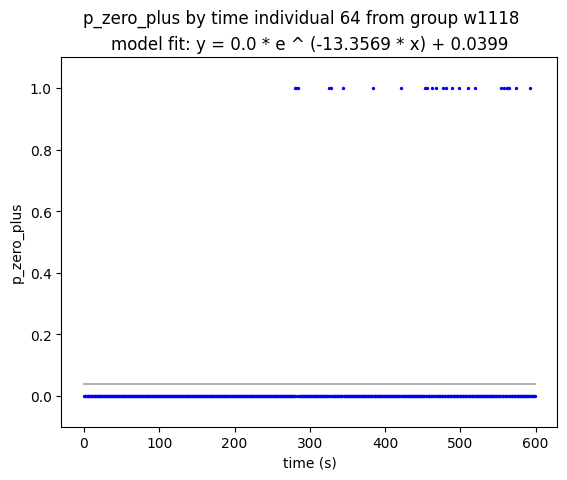 p_zero_plus by time individual 64 from group w1118
model fit: y = 0.0 * e ^ (-13.3569 * x) + 0.0399
1.0
0.8
0.6
0.4
0.2
0.0
p_zero_plus
0 100 200 300 400 500 600
time (s)